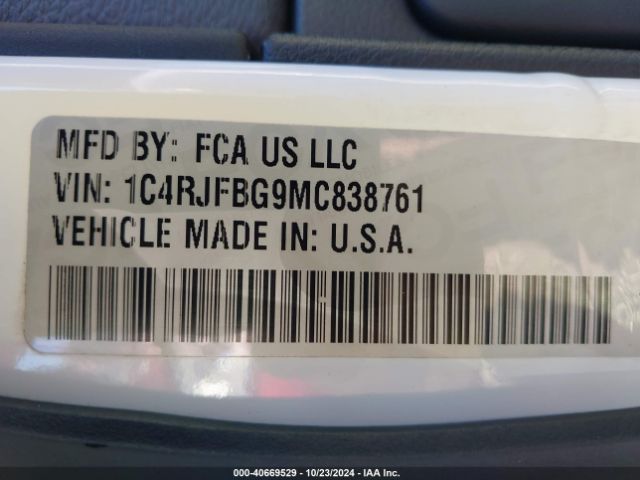 MFD BY: FCA US LLC
VIN: 1C4RJFBG9MC838761
VEHICLE MADE IN: U.S.A.
000-40669529 - 10/23/2024 - IAA Inc.